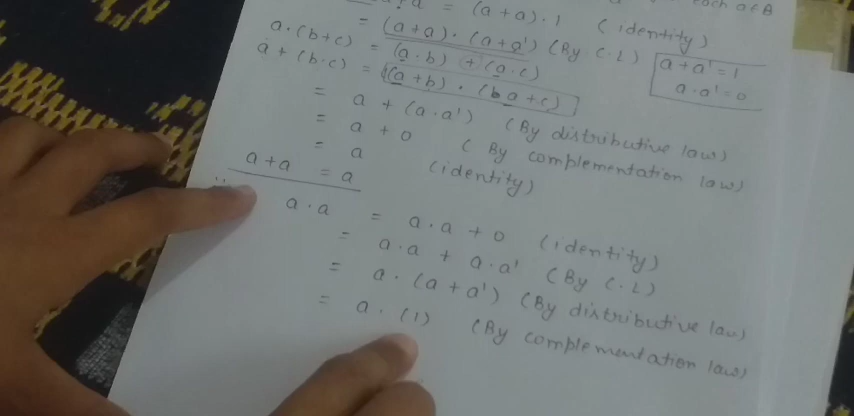 a + a = (a+a)·1 (identity) each a∈B
= (a+a)·(a+a') (By C.L)
a+a' = 1
a·a' = 0
a·(b+c) = (a·b) + (a·c)
a+(b·c) = (a+b)·(a+c)
= a + (a·a') (By distributive law)
= a + 0 (By complementation law)
= a (identity)
a+a = a
∵ a·a = a·a + 0 (identity)
= a·a + a·a' (By C.L)
= a·(a+a') (By distributive law)
= a·(1) (By complementation law)